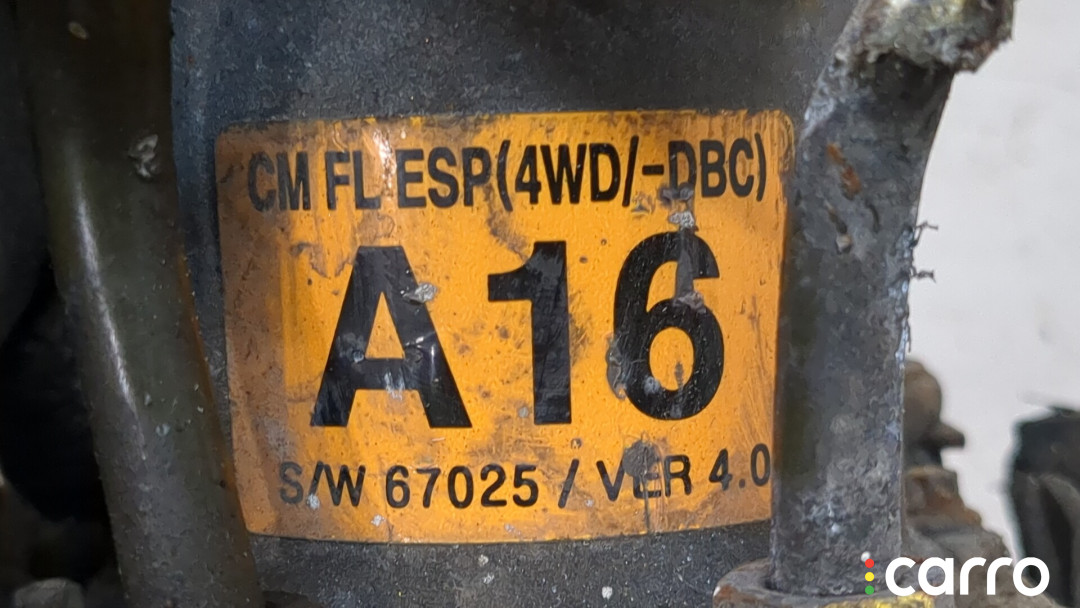 CM FL ESP(4WD/-DBC)
A16
S/W 67025 / VER 4.0
carro